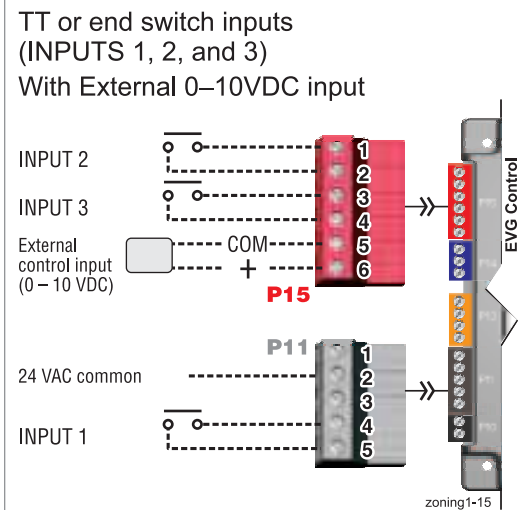 TT or end switch inputs
(INPUTS 1, 2, and 3)
With External 0–10VDC input
INPUT 2
1
2
INPUT 3
3
4
External
control input
(0 – 10 VDC)
COM
5
+
6
P15
EVG Control
P11
1
24 VAC common
2
3
INPUT 1
4
5
zoning1-15